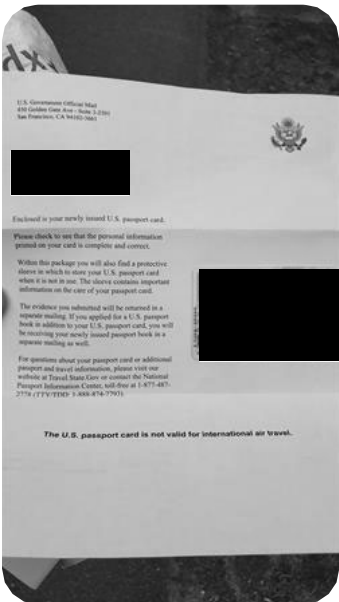 U.S. Government Official Mail
450 Golden Gate Ave - Suite 3-2501
San Francisco, CA 94102-3661
Enclosed is your newly issued U.S. passport card.
Please check to see that the personal information
printed on your card is complete and correct.
Within this package you will also find a protective
sleeve in which to store your U.S. passport card
when it is not in use. The sleeve contains important
information on the care of your passport card.
The evidence you submitted will be returned in a
separate mailing. If you applied for a U.S. passport
book in addition to your U.S. passport card, you will
be receiving your newly issued passport book in a
separate mailing as well.
For questions about your passport card or additional
passport and travel information, please visit our
website at Travel.State.Gov or contact the National
Passport Information Center, toll-free at 1-877-487-
2778 (TTY/TDD: 1-888-874-7793).
The U.S. passport card is not valid for international air travel.